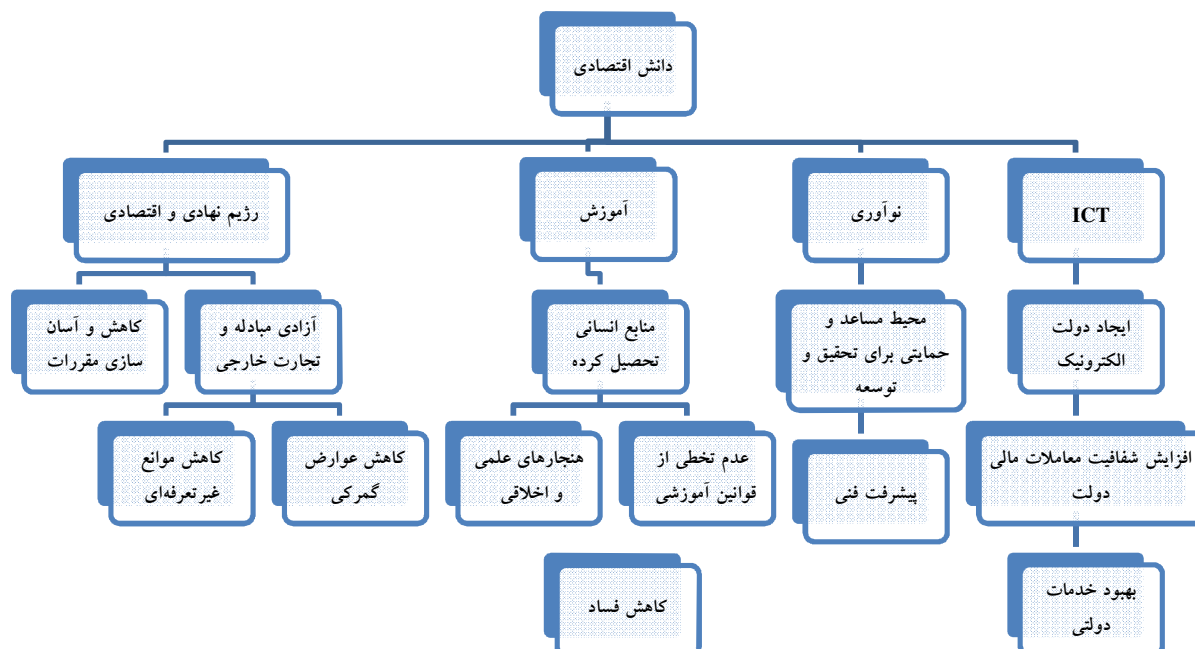 دانش اقتصادی
ICT
نوآوری
آموزش
رژیم نهادی و اقتصادی
ایجاد دولت
الکترونیک
محیط مساعد و
حمایتی برای تحقیق و
توسعه
منابع انسانی
تحصیل کرده
آزادی مبادله و
تجارت خارجی
کاهش و آسان
سازی مقررات
افزایش شفافیت معاملات مالی
دولت
پیشرفت فنی
عدم تخطی از
قوانین آموزشی
هنجارهای علمی
و اخلاقی
کاهش عوارض
گمرکی
کاهش موانع
غیرتعرفه‌ای
بهبود خدمات
دولتی
کاهش فساد